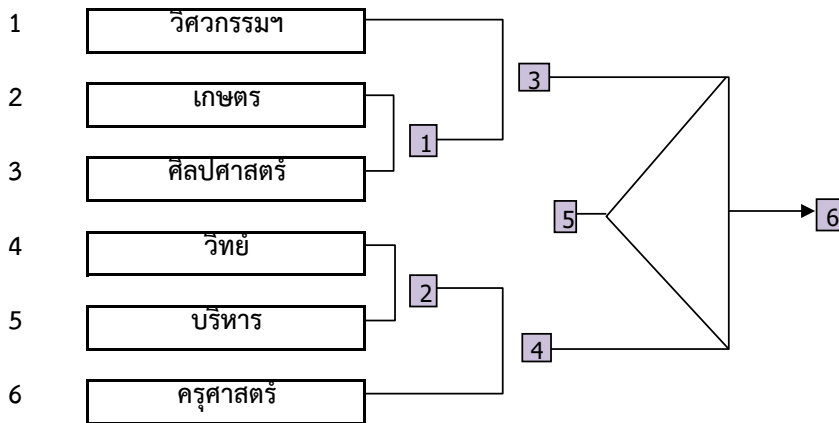 1 วิศวกรรมฯ
3
2 เกษตร
1
3 ศิลปศาสตร์
5
6
4 วิทย์
2
5 บริหาร
4
6 ครุศาสตร์